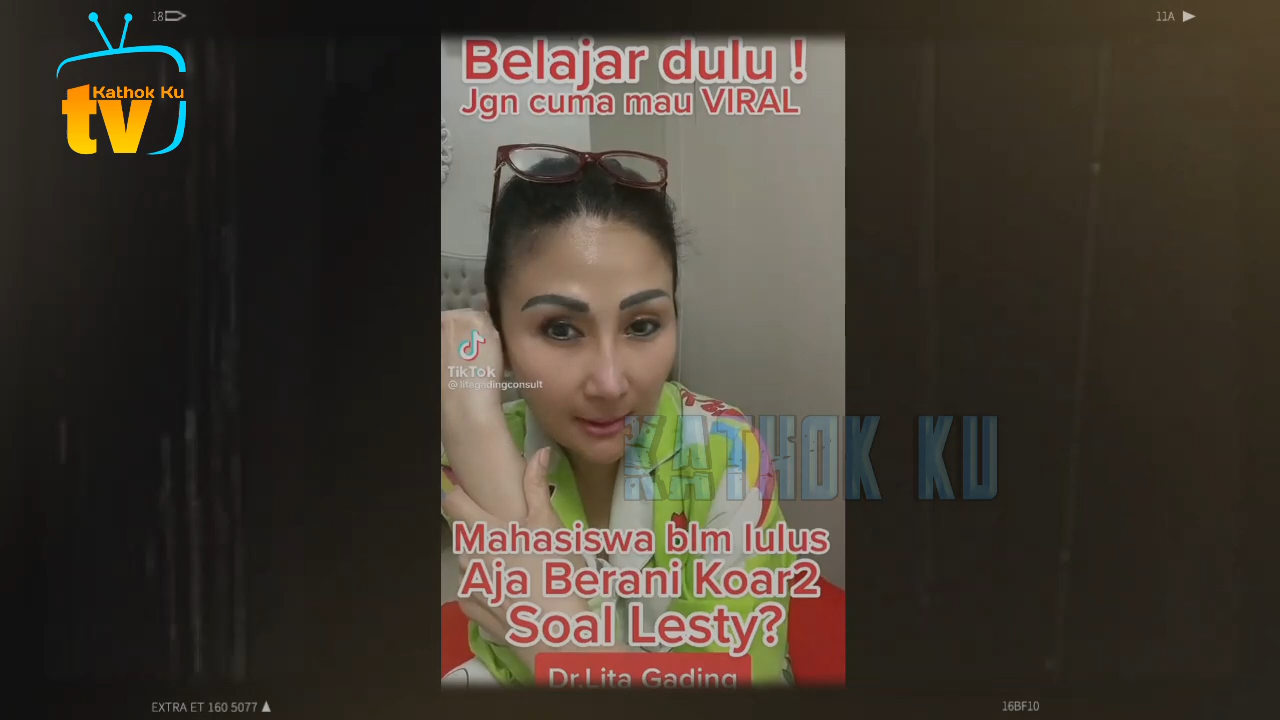 18
11A
Kathok Ku
tv
Belajar dulu !
Jgn cuma mau VIRAL
TikTok
@litagadingconsult
KATHOK KU
Mahasiswa blm lulus
Aja Berani Koar2
Soal Lesty?
Dr.Lita Gading
EXTRA ET 160 5077
16BF10